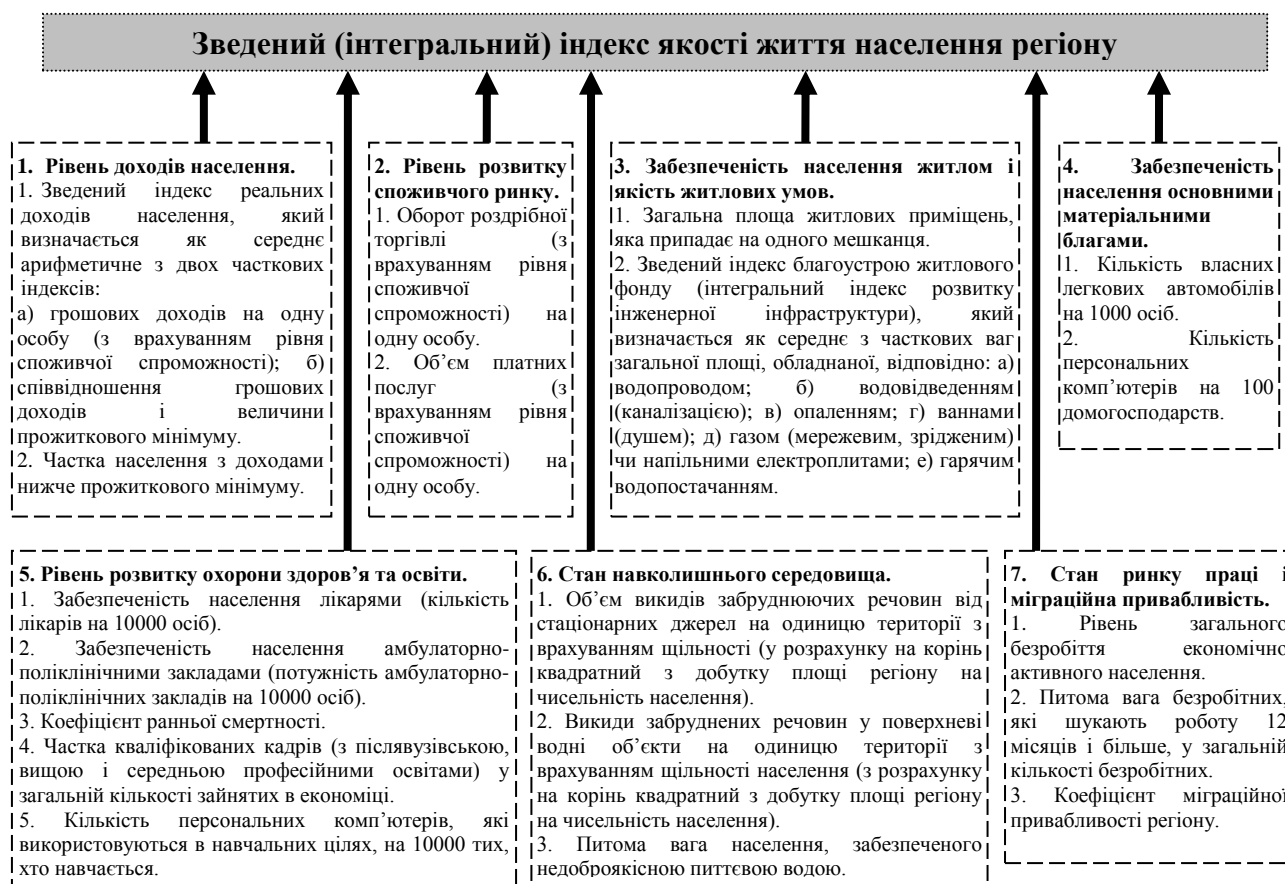 Зведений (інтегральний) індекс якості життя населення регіону
1. Рівень доходів населення.
1. Зведений індекс реальних
доходів населення, який
визначається як середнє
арифметичне з двох часткових
індексів:
а) грошових доходів на одну
особу (з врахуванням рівня
споживчої спроможності); б)
співвідношення грошових
доходів і величини
прожиткового мінімуму.
2. Частка населення з доходами
нижче прожиткового мінімуму.
2. Рівень розвитку
споживчого ринку.
1. Оборот роздрібної
торгівлі (з
врахуванням рівня
споживчої
спроможності) на
одну особу.
2. Об’єм платних
послуг (з
врахуванням рівня
споживчої
спроможності) на
одну особу.
3. Забезпеченість населення житлом і
якість житлових умов.
1. Загальна площа житлових приміщень,
яка припадає на одного мешканця.
2. Зведений індекс благоустрою житлового
фонду (інтегральний індекс розвитку
інженерної інфраструктури), який
визначається як середнє з часткових ваг
загальної площі, обладнаної, відповідно: а)
водопроводом; б) водовідведенням
(каналізацією); в) опаленням; г) ваннами
(душем); д) газом (мережевим, зрідженим)
чи напільними електроплитами; е) гарячим
водопостачанням.
4. Забезпеченість
населення основними
матеріальними
благами.
1. Кількість власних
легкових автомобілів
на 1000 осіб.
2. Кількість
персональних
комп’ютерів на 100
домогосподарств.
5. Рівень розвитку охорони здоров’я та освіти.
1. Забезпеченість населення лікарями (кількість
лікарів на 10000 осіб).
2. Забезпеченість населення амбулаторно-
поліклінічними закладами (потужність амбулаторно-
поліклінічних закладів на 10000 осіб).
3. Коефіцієнт ранньої смертності.
4. Частка кваліфікованих кадрів (з післявузівською,
вищою і середньою професійними освітами) у
загальній кількості зайнятих в економіці.
5. Кількість персональних комп’ютерів, які
використовуються в навчальних цілях, на 10000 тих,
хто навчається.
6. Стан навколишнього середовища.
1. Об’єм викидів забруднюючих речовин від
стаціонарних джерел на одиницю території з
врахуванням щільності (у розрахунку на корінь
квадратний з добутку площі регіону на
чисельність населення).
2. Викиди забруднених речовин у поверхневі
водні об’єкти на одиницю території з
врахуванням щільності населення (з розрахунку
на корінь квадратний з добутку площі регіону
на чисельність населення).
3. Питома вага населення, забезпеченого
недоброякісною питтєвою водою.
7. Стан ринку праці і
міграційна привабливість.
1. Рівень загального
безробіття економічно
активного населення.
2. Питома вага безробітних,
які шукають роботу 12
місяців і більше, у загальній
кількості безробітних.
3. Коефіцієнт міграційної
привабливості регіону.